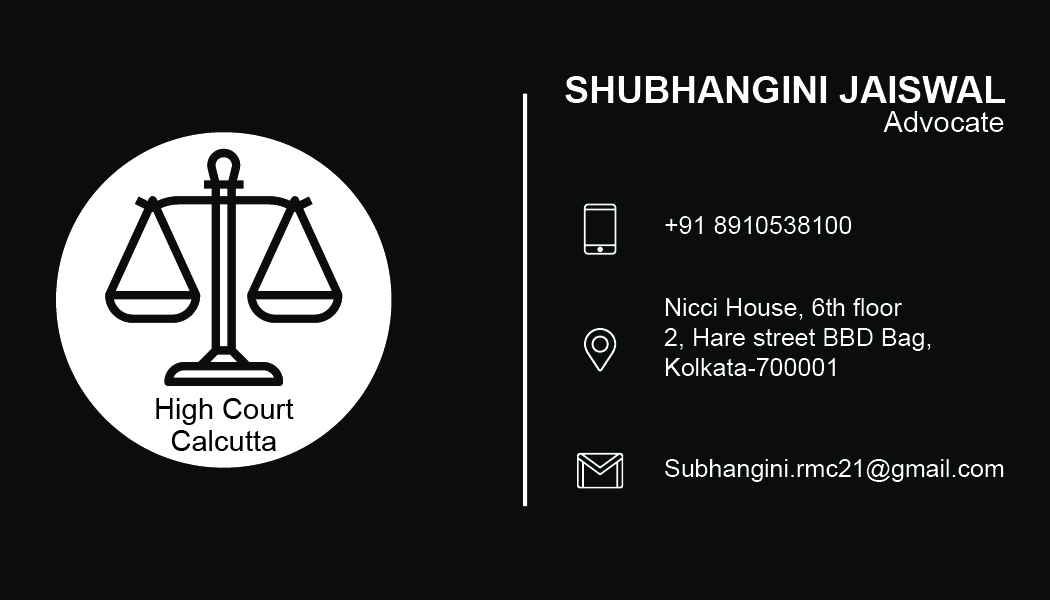 High Court
Calcutta
SHUBHANGINI JAISWAL
Advocate
+91 8910538100
Nicci House, 6th floor
2, Hare street BBD Bag,
Kolkata-700001
Subhangini.rmc21@gmail.com